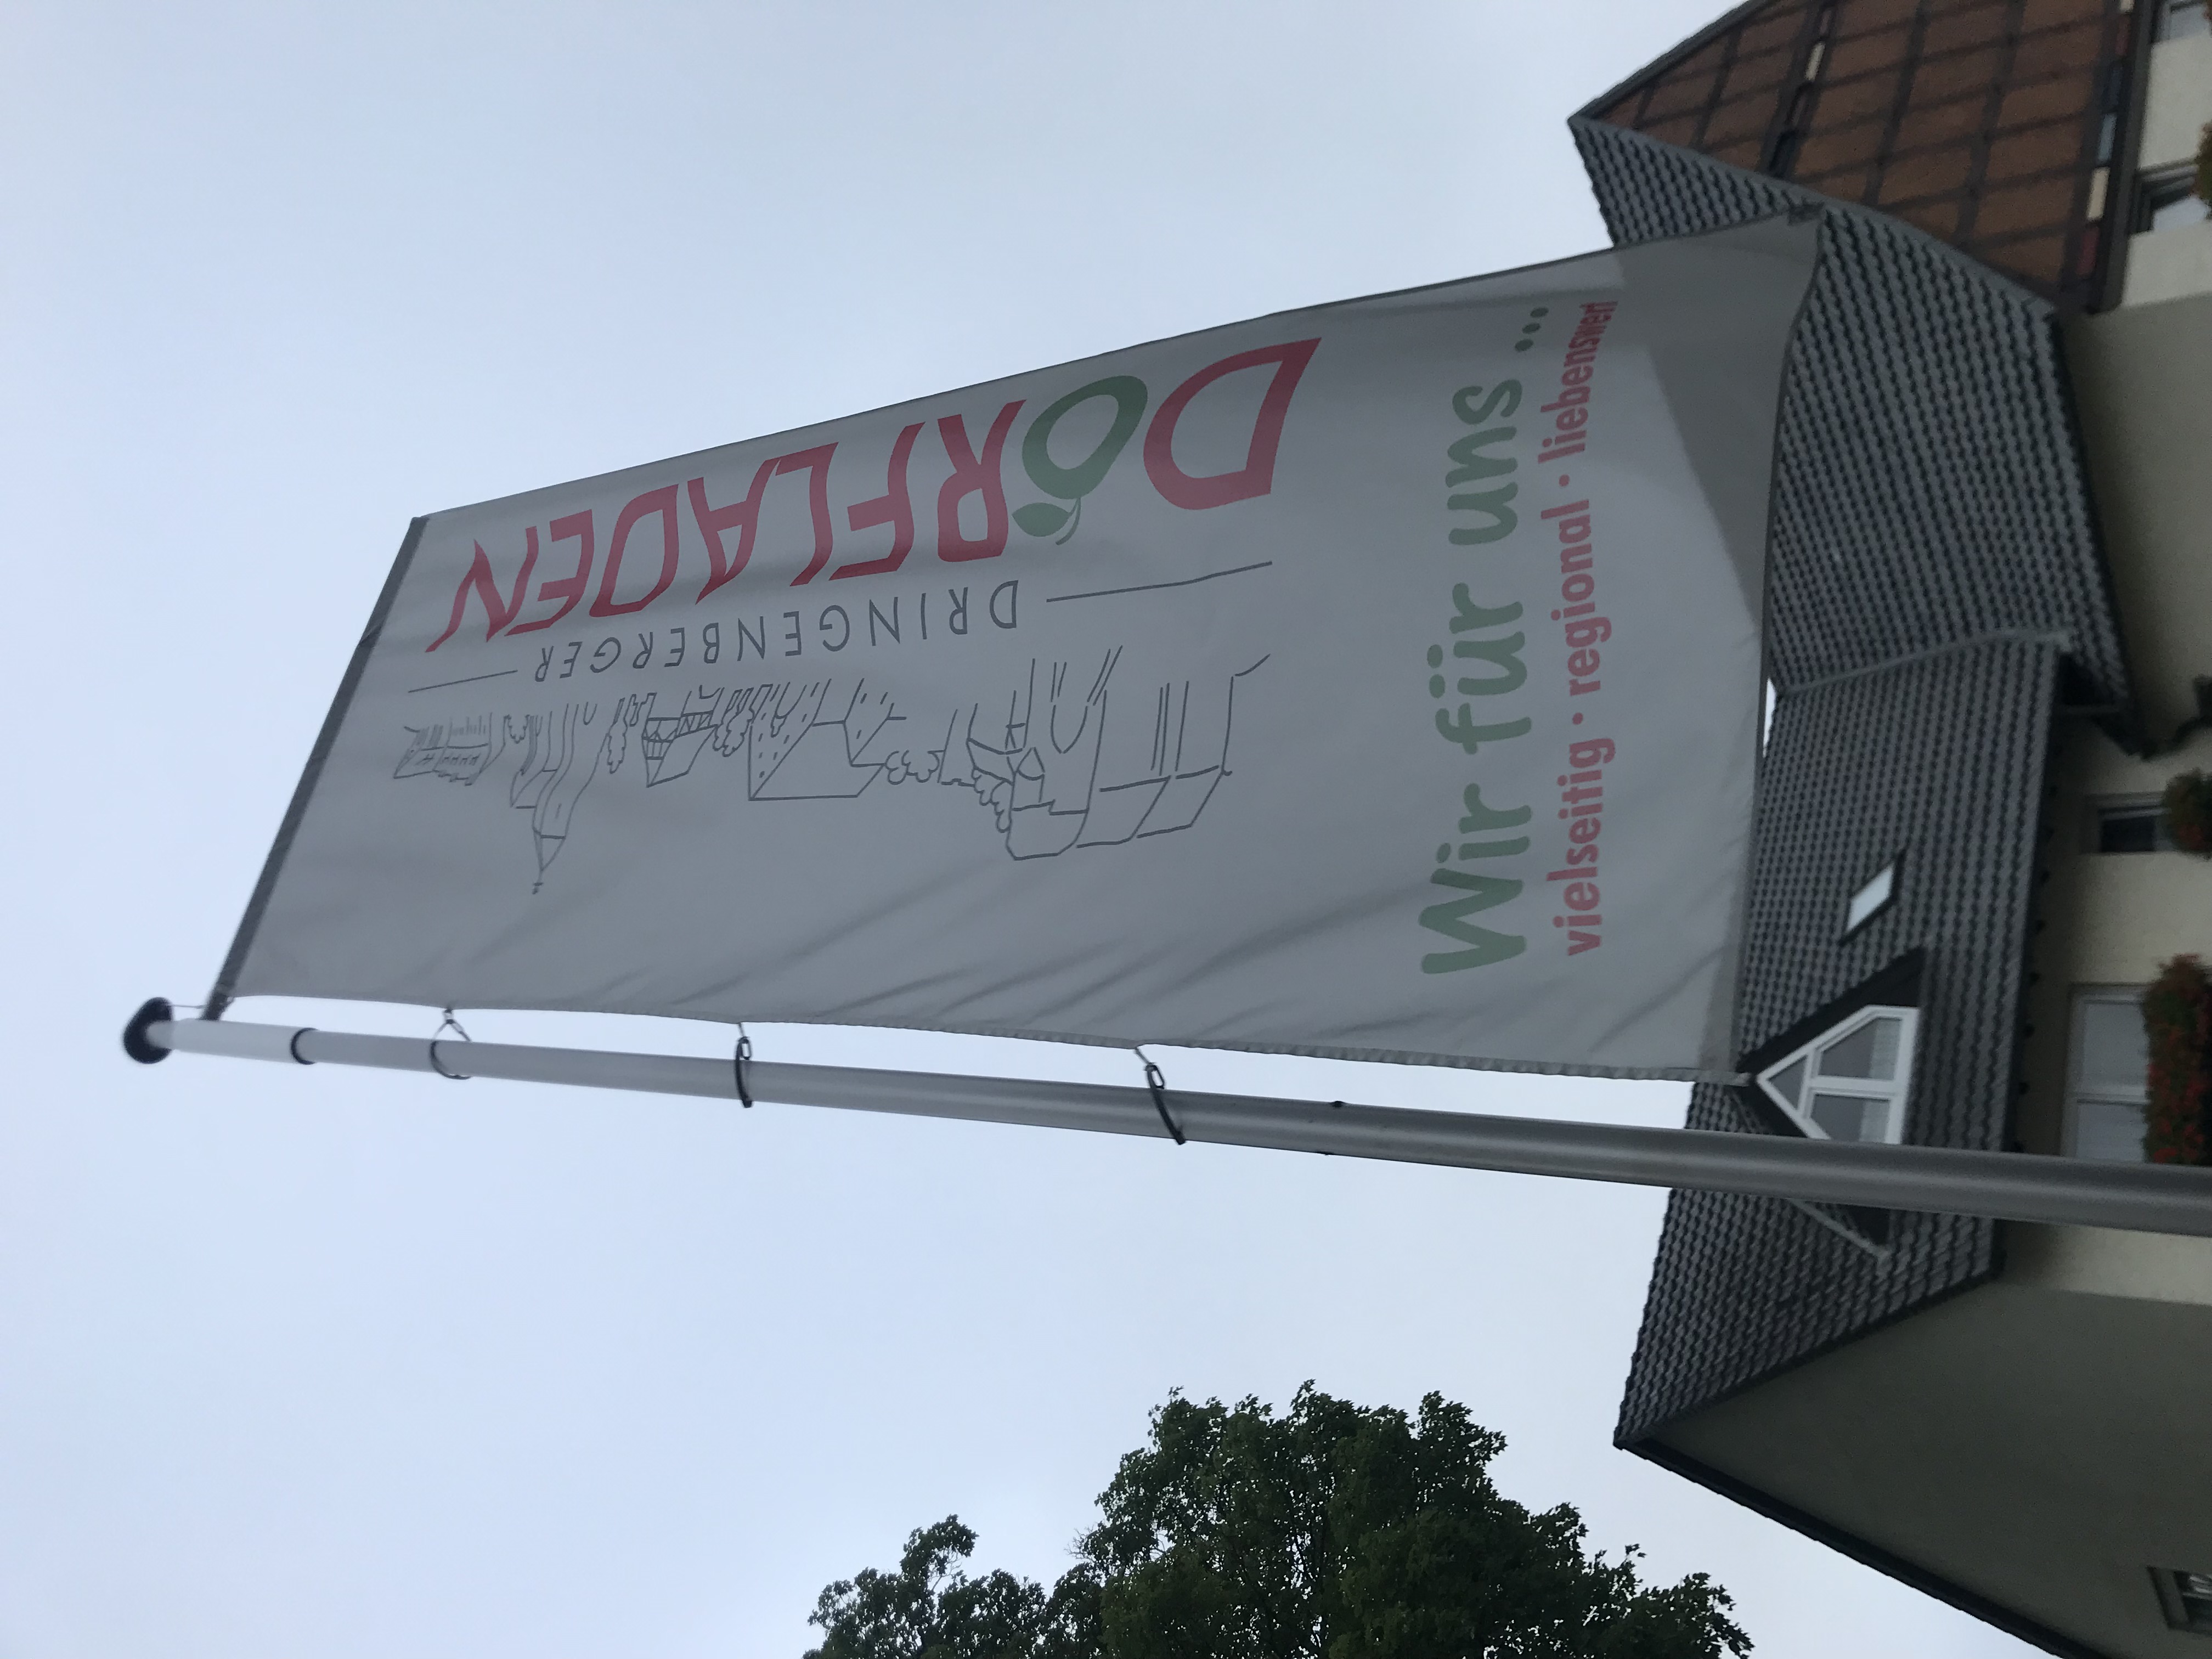 DRINGENBERGER
DORFLADEN
Wir für uns ...
vielseitig · regional · liebenswert